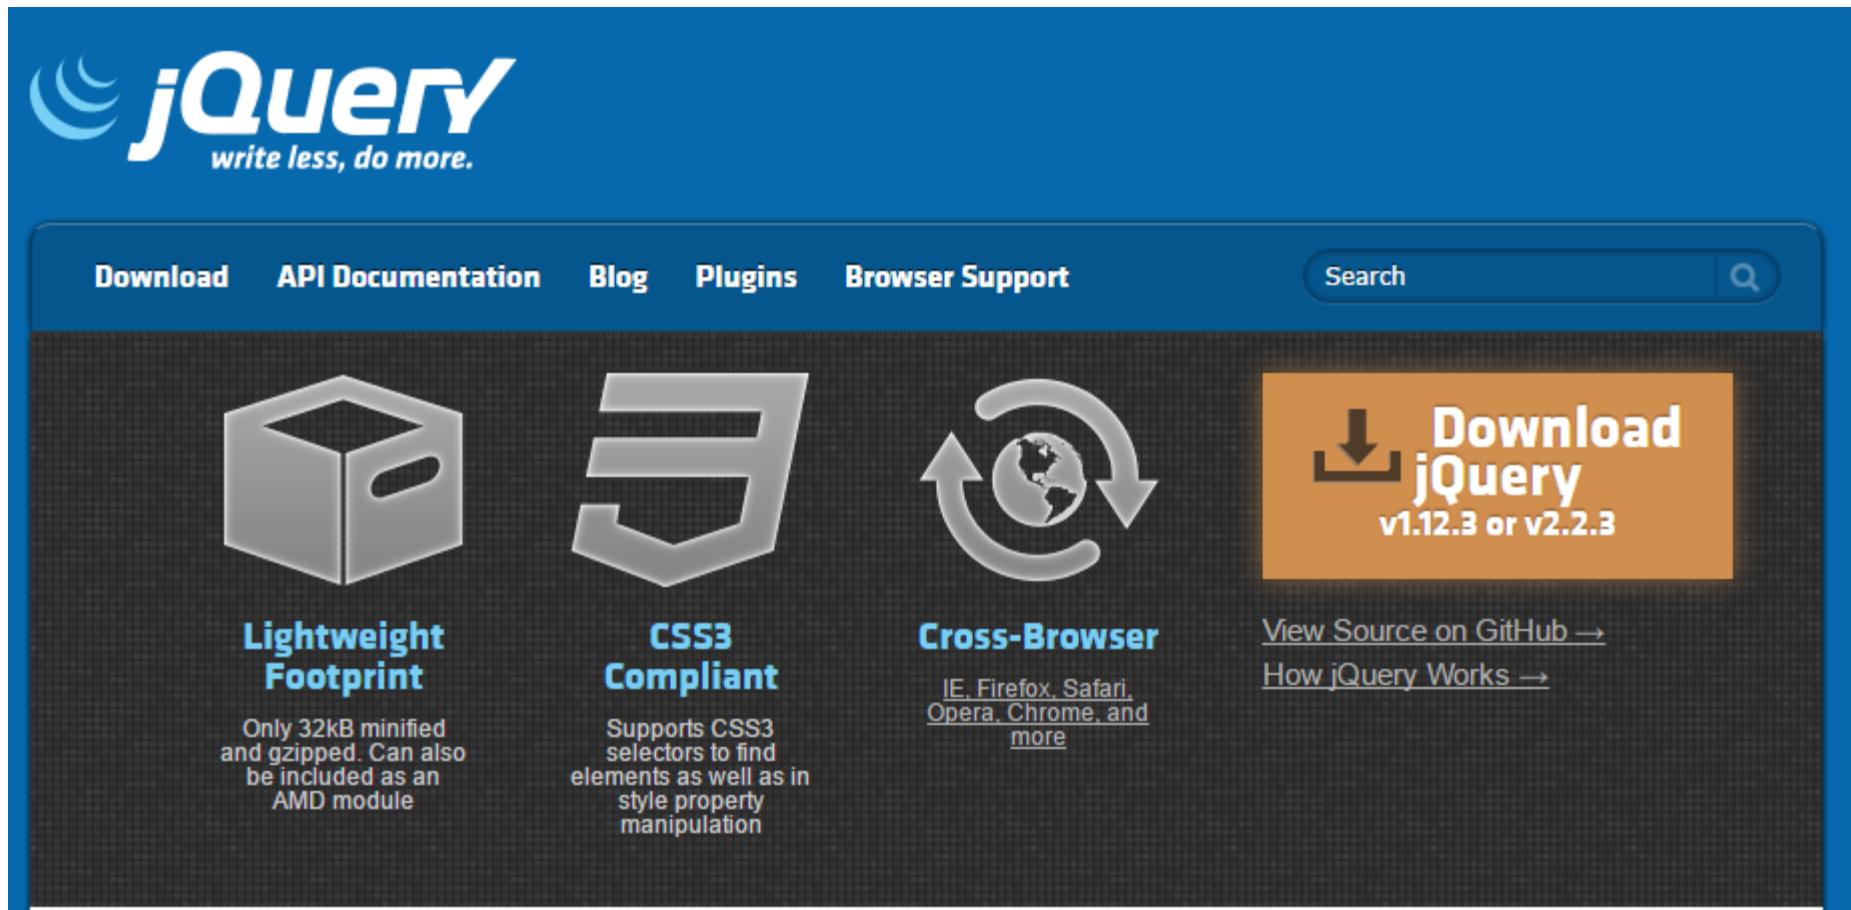 jQuery
write less, do more.
Download API Documentation Blog Plugins Browser Support Search
Lightweight
Footprint
Only 32kB minified
and gzipped. Can also
be included as an
AMD module
CSS3
Compliant
Supports CSS3
selectors to find
elements as well as in
style property
manipulation
Cross-Browser
IE, Firefox, Safari,
Opera, Chrome, and
more
Download
jQuery
v1.12.3 or v2.2.3
View Source on GitHub →
How jQuery Works →